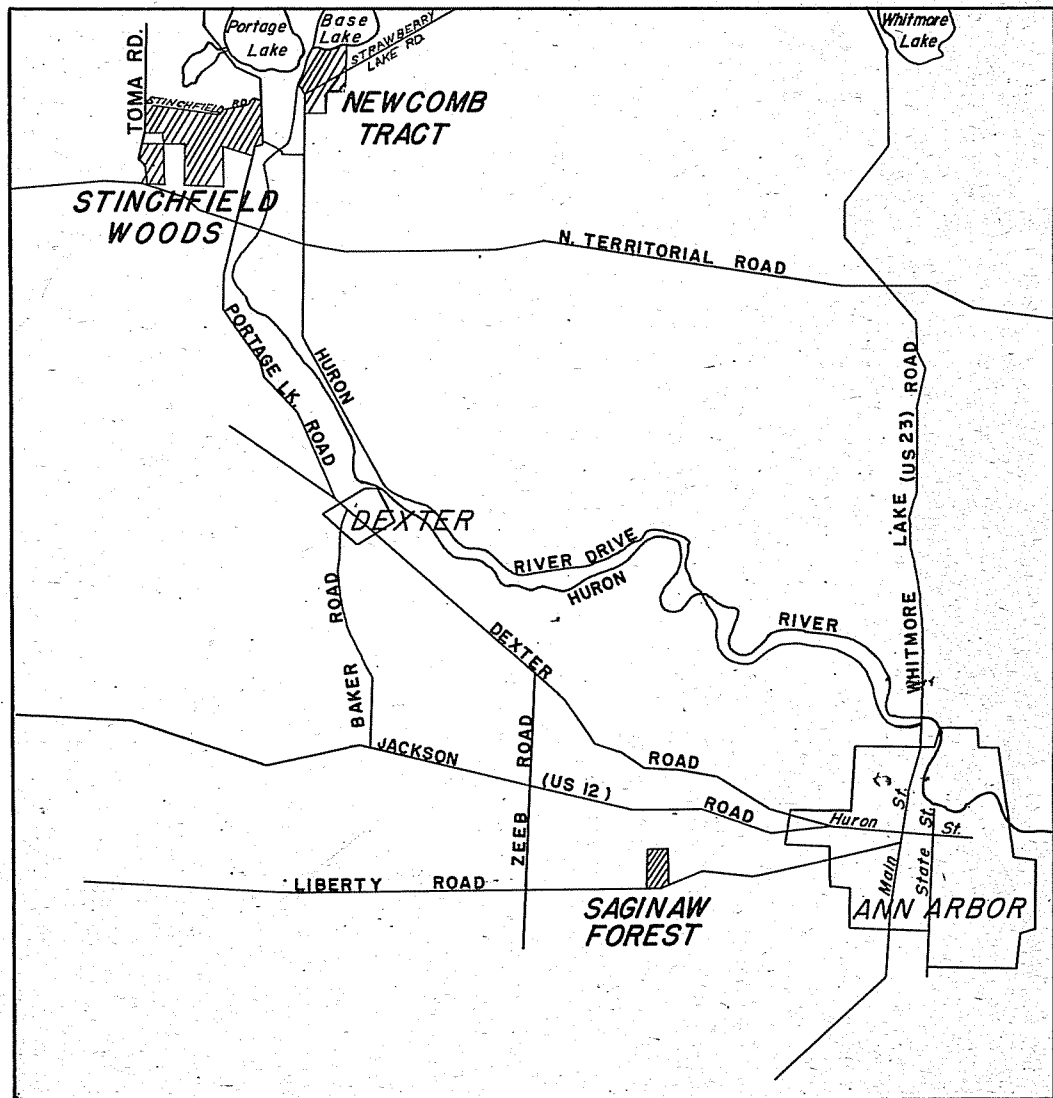 Portage
Lake
Base
Lake
STRAWBERRY
LAKE RD.
Whitmore
Lake
TOMA RD.
STINCHFIELD RD.
NEWCOMB
TRACT
STINCHFIELD
WOODS
N. TERRITORIAL ROAD
PORTAGE LK. ROAD
HURON
WHITMORE LAKE (US 23) ROAD
DEXTER
RIVER DRIVE
HURON
RIVER
BAKER ROAD
DEXTER
ROAD
JACKSON
(US 12)
ROAD
ZEEB ROAD
Huron St.
Main St.
State St.
LIBERTY ROAD
SAGINAW
FOREST
ANN ARBOR